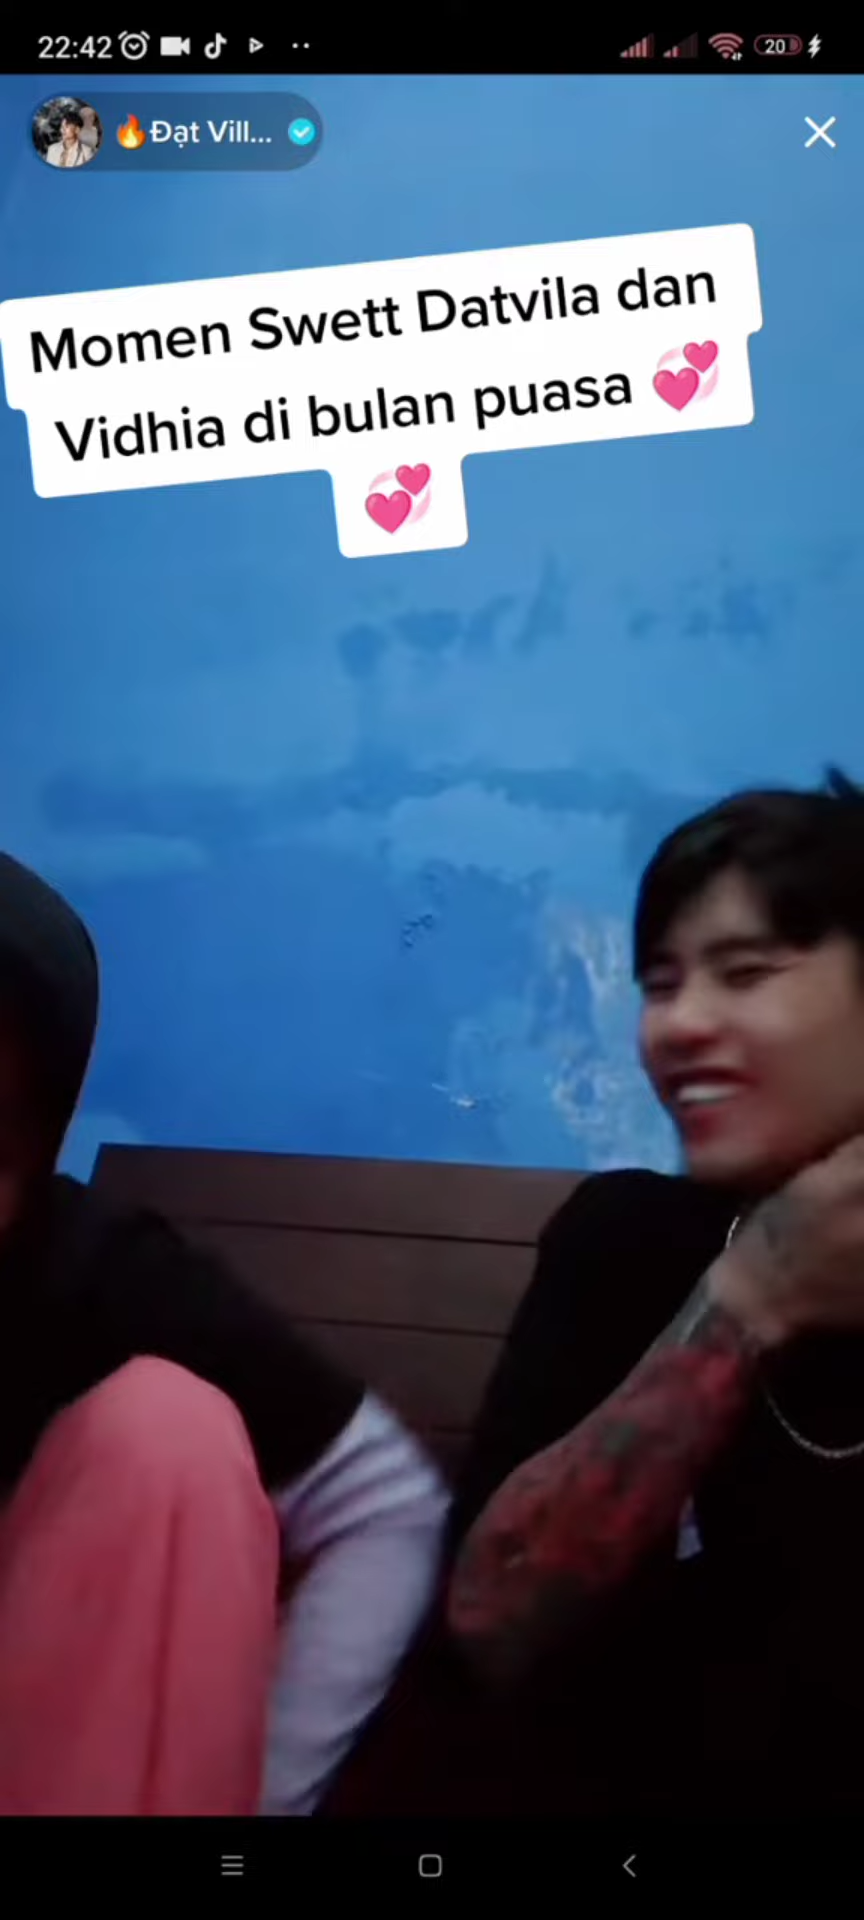 22:42
20
🔥Đạt Vill...
Momen Swett Datvila dan
Vidhia di bulan puasa 💞
💞